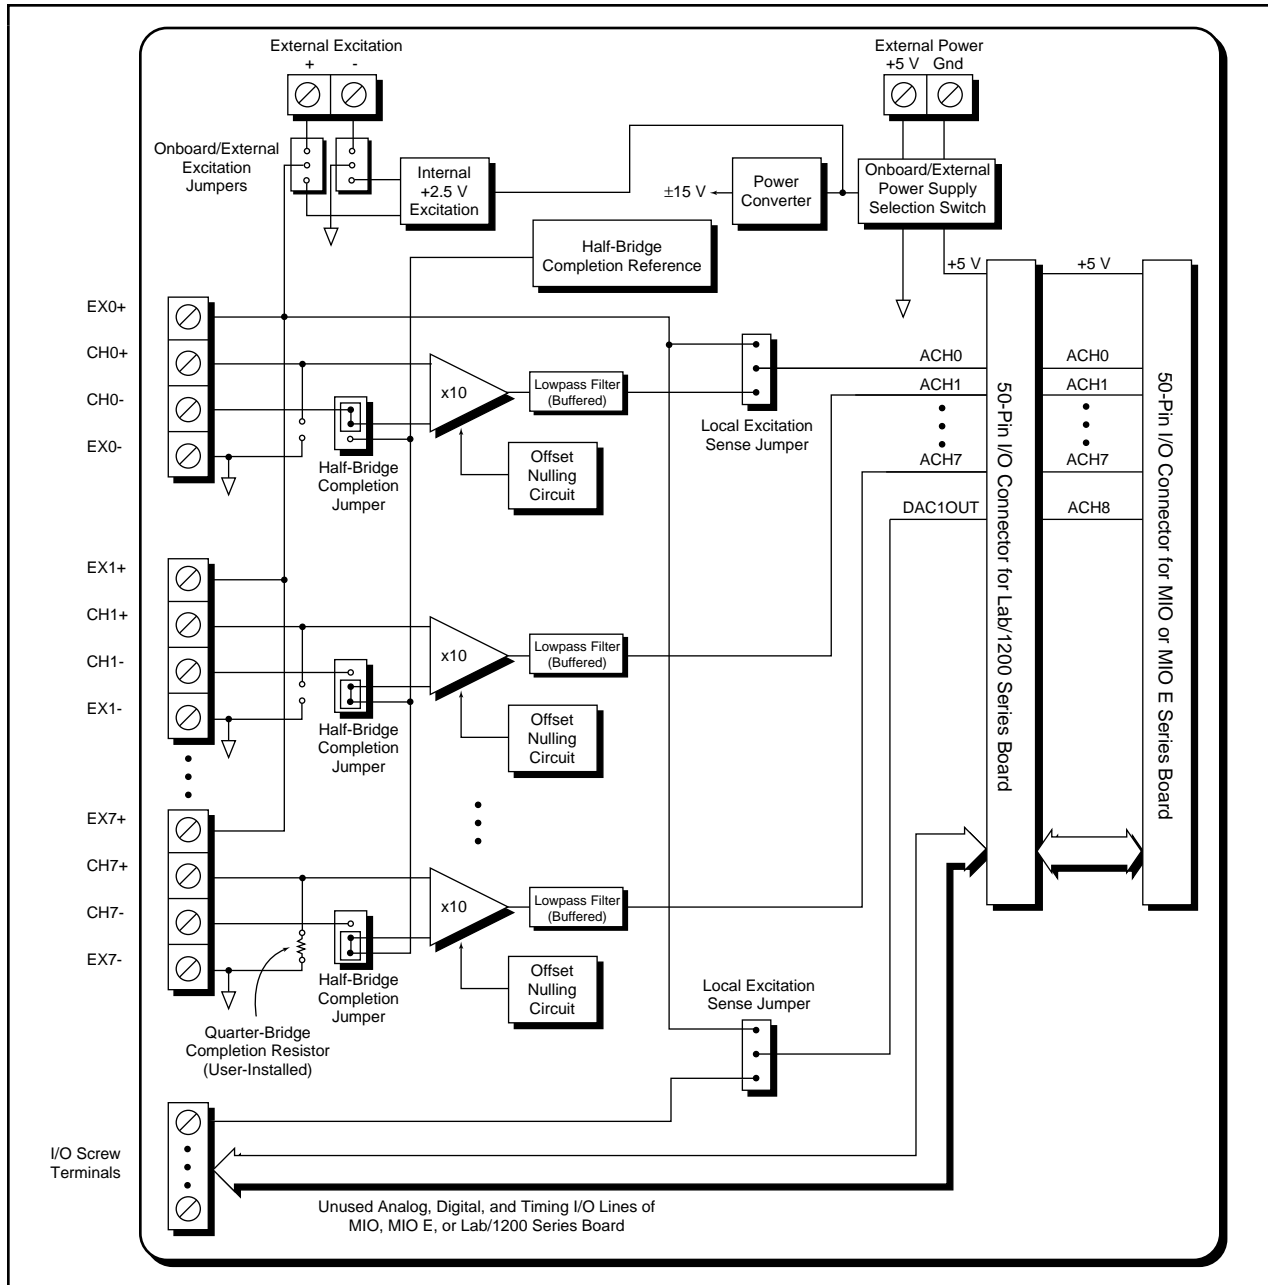 External Excitation
+ -
External Power
+5 V Gnd
Onboard/External
Excitation
Jumpers
Internal
+2.5 V
Excitation
±15 V
Power
Converter
Onboard/External
Power Supply
Selection Switch
Half-Bridge
Completion Reference
+5 V
+5 V
EX0+
CH0+
CH0-
EX0-
x10
Lowpass Filter
(Buffered)
Half-Bridge
Completion
Jumper
Offset
Nulling
Circuit
Local Excitation
Sense Jumper
ACH0
ACH0
ACH1
ACH1
ACH7
ACH7
DAC1OUT
ACH8
50-Pin I/O Connector for Lab/1200 Series Board
50-Pin I/O Connector for MIO or MIO E Series Board
EX1+
CH1+
CH1-
EX1-
x10
Lowpass Filter
(Buffered)
Half-Bridge
Completion
Jumper
Offset
Nulling
Circuit
EX7+
CH7+
CH7-
EX7-
x10
Lowpass Filter
(Buffered)
Half-Bridge
Completion
Jumper
Offset
Nulling
Circuit
Quarter-Bridge
Completion Resistor
(User-Installed)
Local Excitation
Sense Jumper
I/O Screw
Terminals
Unused Analog, Digital, and Timing I/O Lines of
MIO, MIO E, or Lab/1200 Series Board